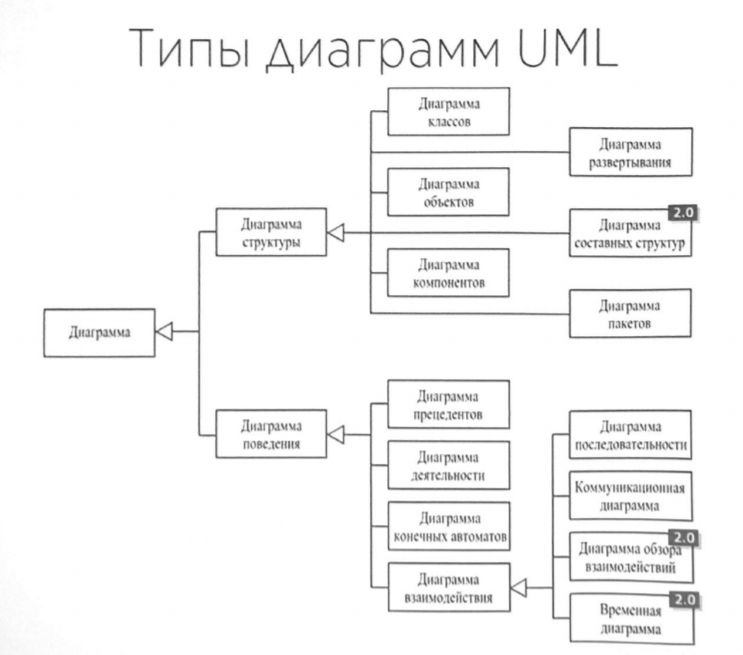 Типы диаграмм UML
Диаграмма
классов
Диаграмма
развертывания
Диаграмма
объектов
2.0
Диаграмма
составных структур
Диаграмма
структуры
Диаграмма
компонентов
Диаграмма
пакетов
Диаграмма
Диаграмма
прецедентов
Диаграмма
поведения
Диаграмма
последовательности
Диаграмма
деятельности
Коммуникационная
диаграмма
Диаграмма
конечных автоматов
2.0
Диаграмма обзора
взаимодействий
Диаграмма
взаимодействия
2.0
Временная
диаграмма